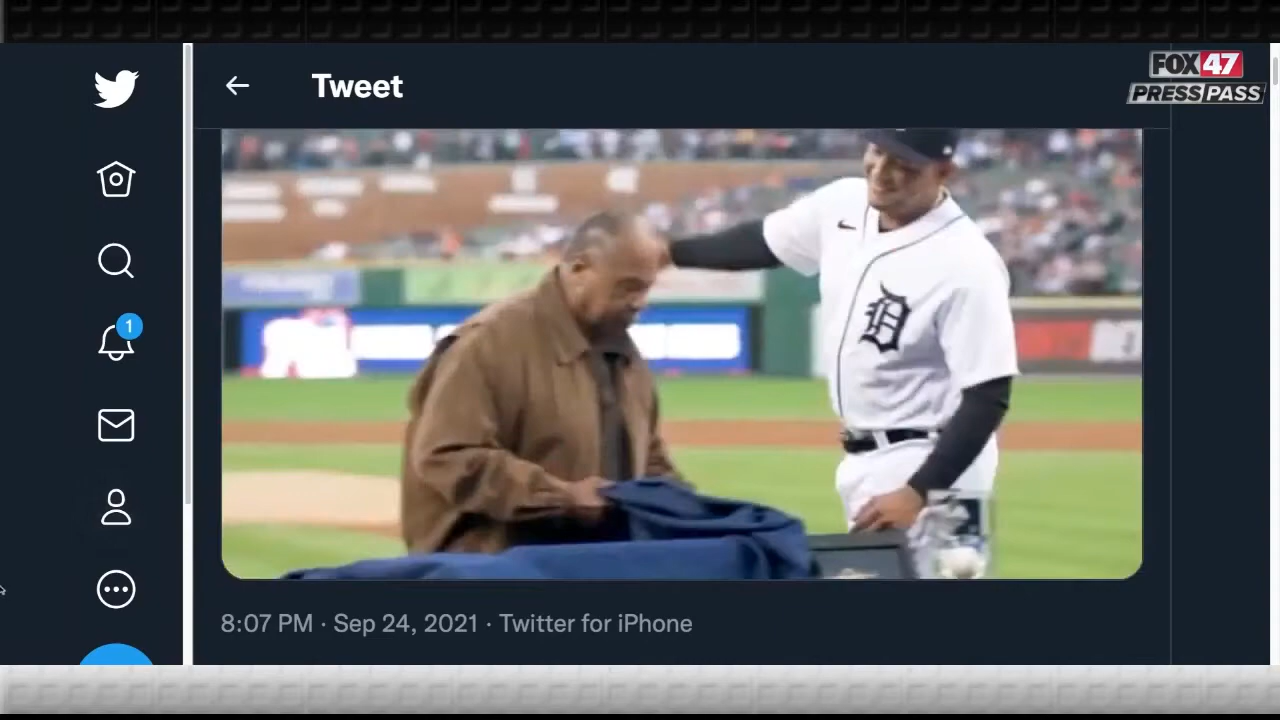 FOX 47
PRESS PASS
Tweet
1
D
8:07 PM · Sep 24, 2021 · Twitter for iPhone